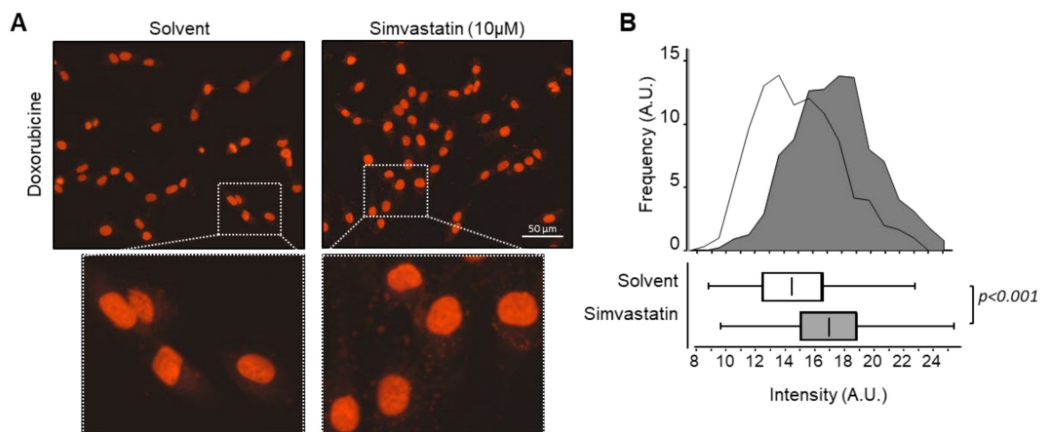 A
Solvent
Simvastatin (10µM)
Doxorubicine
50 µm
B
Frequency (A.U.)
15
10
5
0
Solvent
Simvastatin
p<0.001
8 10 12 14 16 18 20 22 24
Intensity (A.U.)